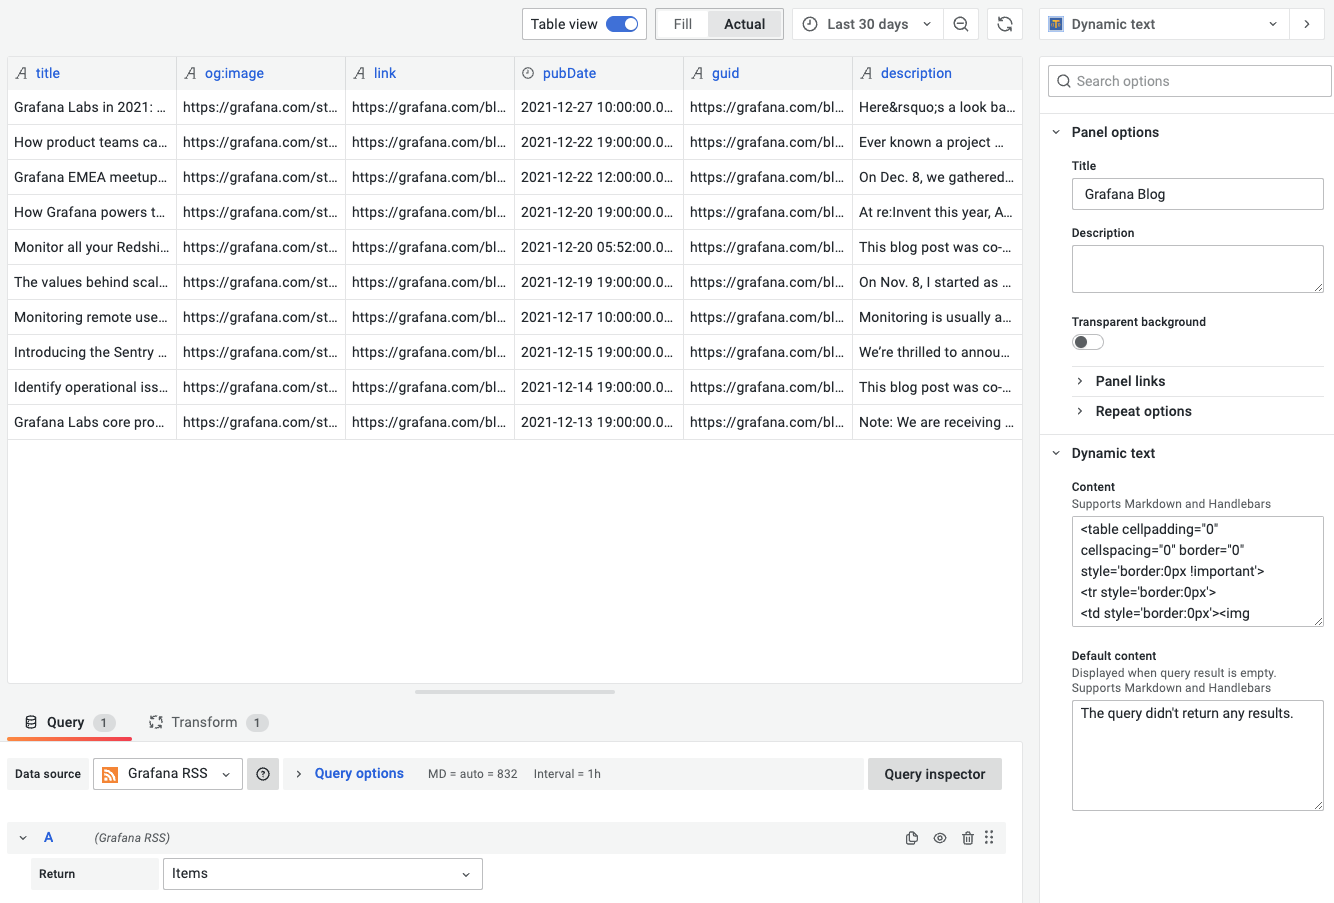 Table view
Fill
Actual
Last 30 days
Dynamic text
title
og:image
link
pubDate
guid
description
Grafana Labs in 2021: ... https://grafana.com/st... https://grafana.com/bl... 2021-12-27 10:00:00.0... https://grafana.com/bl... Here&rsquo;s a look ba...
How product teams ca... https://grafana.com/st... https://grafana.com/bl... 2021-12-22 19:00:00.0... https://grafana.com/bl... Ever known a project ...
Grafana EMEA meetup... https://grafana.com/st... https://grafana.com/bl... 2021-12-22 12:00:00.0... https://grafana.com/bl... On Dec. 8, we gathered...
How Grafana powers t... https://grafana.com/st... https://grafana.com/bl... 2021-12-20 19:00:00.0... https://grafana.com/bl... At re:Invent this year, A...
Monitor all your Redshi... https://grafana.com/st... https://grafana.com/bl... 2021-12-20 05:52:00.0... https://grafana.com/bl... This blog post was co-...
The values behind scal... https://grafana.com/st... https://grafana.com/bl... 2021-12-19 19:00:00.0... https://grafana.com/bl... On Nov. 8, I started as ...
Monitoring remote use... https://grafana.com/st... https://grafana.com/bl... 2021-12-17 10:00:00.0... https://grafana.com/bl... Monitoring is usually a...
Introducing the Sentry ... https://grafana.com/st... https://grafana.com/bl... 2021-12-15 19:00:00.0... https://grafana.com/bl... We're thrilled to annou...
Identify operational iss... https://grafana.com/st... https://grafana.com/bl... 2021-12-14 19:00:00.0... https://grafana.com/bl... This blog post was co-...
Grafana Labs core pro... https://grafana.com/st... https://grafana.com/bl... 2021-12-13 19:00:00.0... https://grafana.com/bl... Note: We are receiving ...
Query 1
Transform 1
Data source
Grafana RSS
Query options
MD = auto = 832
Interval = 1h
Query inspector
A
(Grafana RSS)
Return
Items
Search options
Panel options
Title
Grafana Blog
Description
Transparent background
Panel links
Repeat options
Dynamic text
Content
Supports Markdown and Handlebars
<table cellpadding="0"
cellspacing="0" border="0"
style='border:0px !important'>
<tr style='border:0px'>
<td style='border:0px'><img
Default content
Displayed when query result is empty.
Supports Markdown and Handlebars
The query didn't return any results.